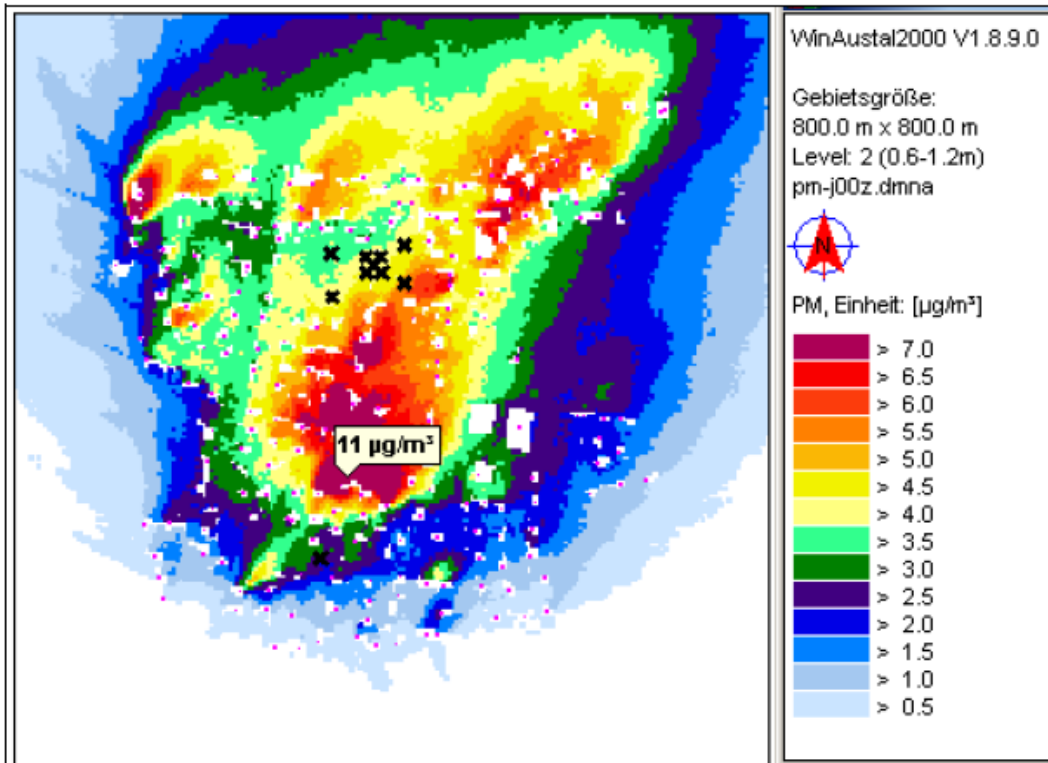 WinAustal2000 V1.8.9.0
Gebietsgröße:
800.0 m x 800.0 m
Level: 2 (0.6-1.2m)
pm-j00z.dmna
N
PM, Einheit: [µg/m³]
> 7.0
> 6.5
> 6.0
> 5.5
> 5.0
> 4.5
> 4.0
> 3.5
> 3.0
> 2.5
> 2.0
> 1.5
> 1.0
> 0.5
11 µg/m³